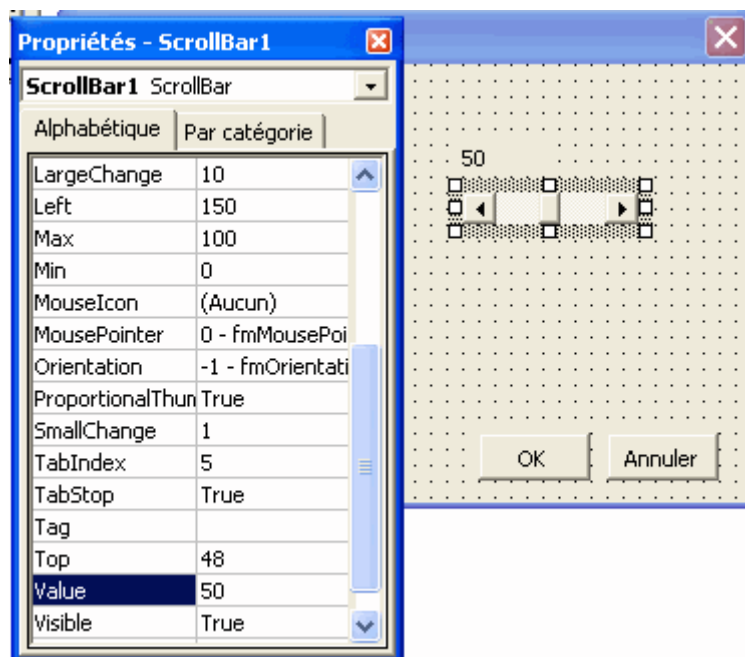 Propriétés - ScrollBar1
ScrollBar1 ScrollBar
Alphabétique Par catégorie
LargeChange 10
Left 150
Max 100
Min 0
MouseIcon (Aucun)
MousePointer 0 - fmMousePoi
Orientation -1 - fmOrientati
ProportionalThun True
SmallChange 1
TabIndex 5
TabStop True
Tag
Top 48
Value 50
Visible True
50
OK Annuler